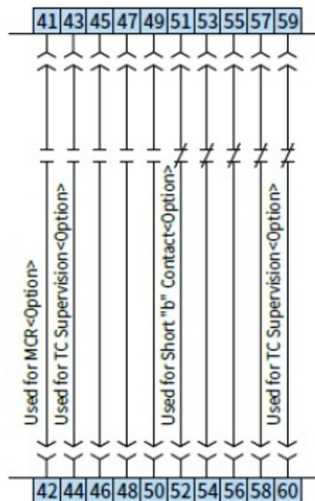 41 43 45 47 49 51 53 55 57 59
Used for MCR<Option>
Used for TC Supervision<Option>
Used for Short "b" Contact<Option>
Used for TC Supervision<Option>
42 44 46 48 50 52 54 56 58 60